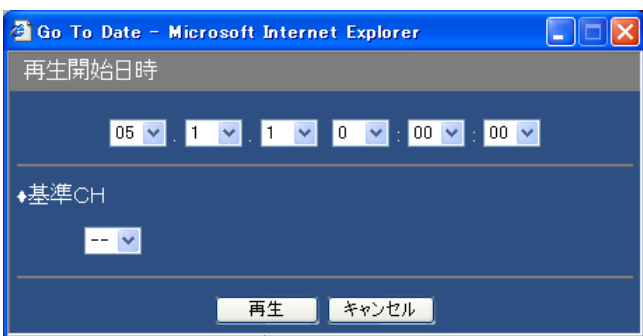 Go To Date - Microsoft Internet Explorer
再生開始日時
05 . 1 . 1 0 : 00 : 00
♦基準CH
--
再生 キャンセル